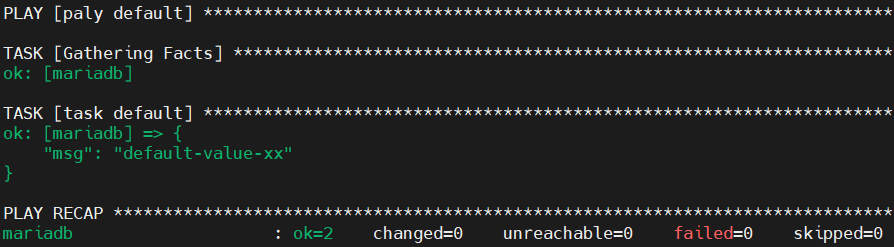 PLAY [paly default] *********************************************************************
TASK [Gathering Facts] ******************************************************************
ok: [mariadb]
TASK [task default] *********************************************************************
ok: [mariadb] => {
    "msg": "default-value-xx"
}
PLAY RECAP ******************************************************************************
mariadb                    : ok=2    changed=0    unreachable=0    failed=0    skipped=0